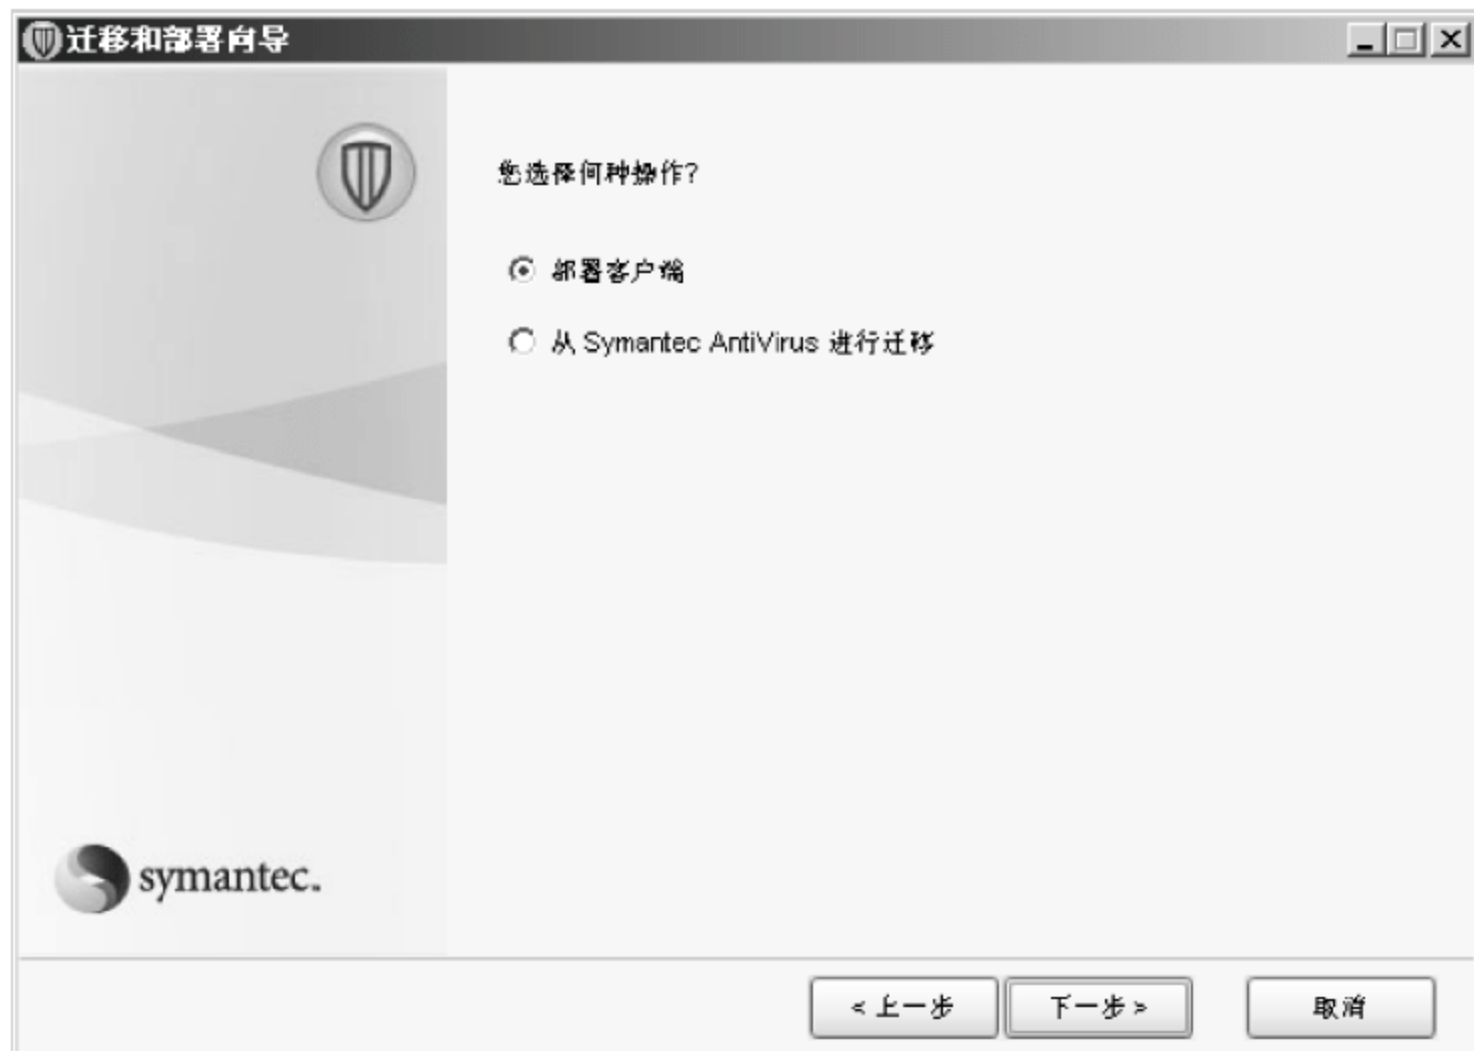 迁移和部署向导
您选择何种操作?
部署客户端
从 Symantec AntiVirus 进行迁移
symantec.
< 上一步 下一步 > 取消